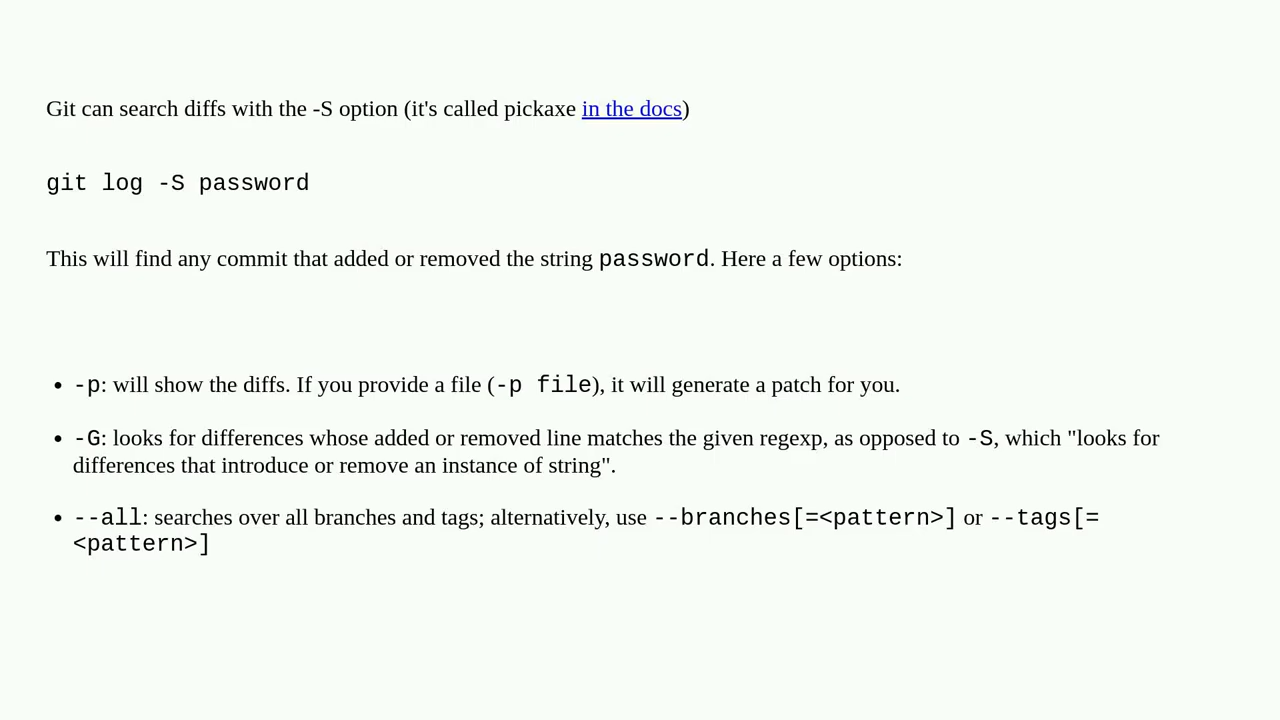 Git can search diffs with the -S option (it's called pickaxe in the docs)
git log -S password
This will find any commit that added or removed the string password. Here a few options:
• -p: will show the diffs. If you provide a file (-p file), it will generate a patch for you.
• -G: looks for differences whose added or removed line matches the given regexp, as opposed to -S, which "looks for
differences that introduce or remove an instance of string".
• --all: searches over all branches and tags; alternatively, use --branches[=<pattern>] or --tags[=
<pattern>]